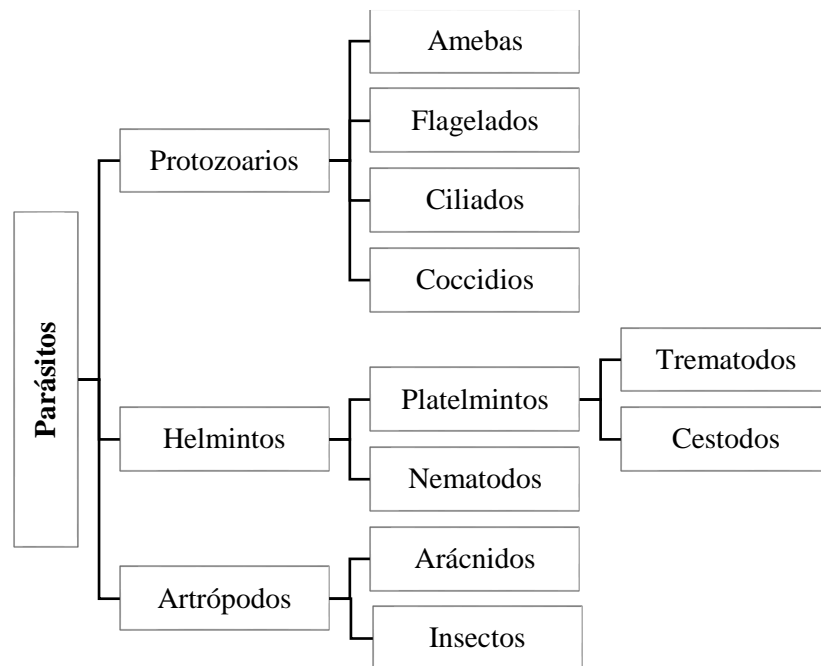 Parásitos
Protozoarios
Amebas
Flagelados
Ciliados
Coccidios
Helmintos
Platelmintos
Trematodos
Cestodos
Nematodos
Artrópodos
Arácnidos
Insectos